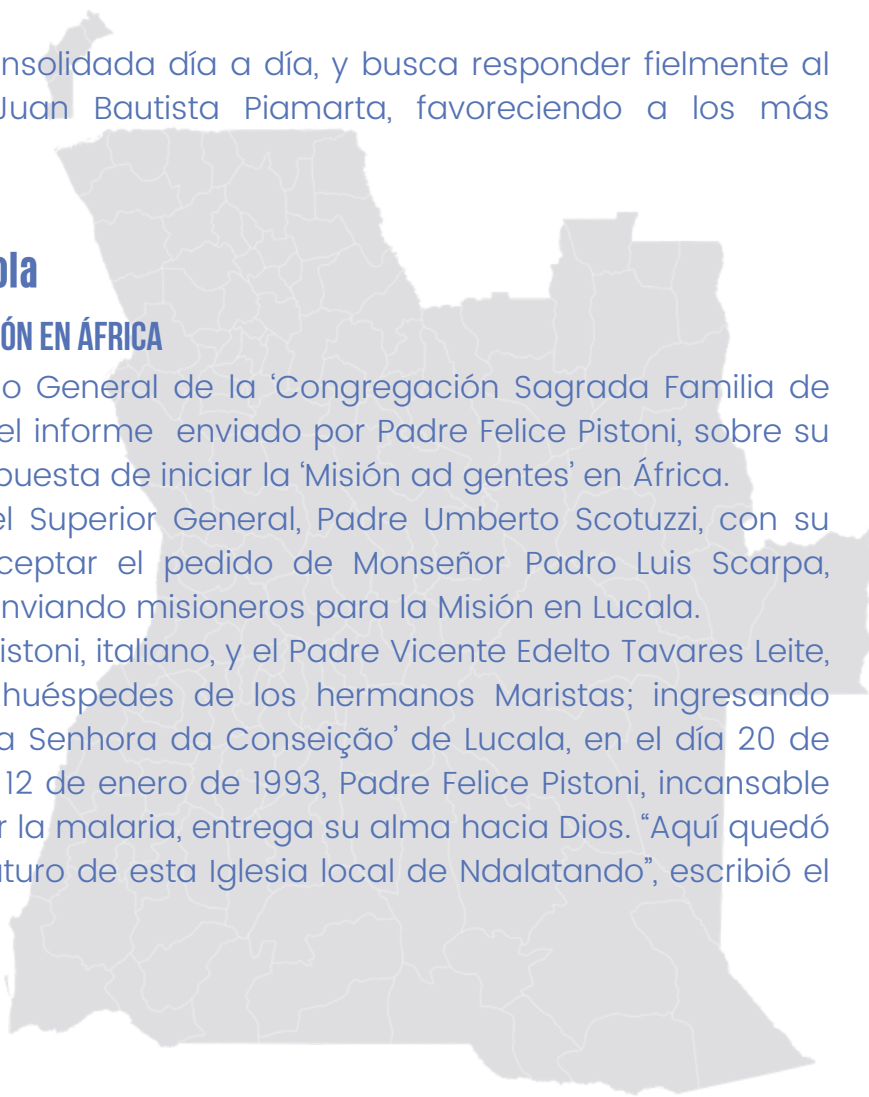 nsolidada día a día, y busca responder fielmente al
Juan Bautista Piamarta, favoreciendo a los más
ola
ÓN EN ÁFRICA
o General de la ‘Congregación Sagrada Familia de
el informe enviado por Padre Felice Pistoni, sobre su
puesta de iniciar la ‘Misión ad gentes’ en África.
el Superior General, Padre Umberto Scotuzzi, con su
ceptar el pedido de Monseñor Padro Luis Scarpa,
nviando misioneros para la Misión en Lucala.
istoni, italiano, y el Padre Vicente Edelto Tavares Leite,
huéspedes de los hermanos Maristas; ingresando
a Senhora da Conseição’ de Lucala, en el día 20 de
12 de enero de 1993, Padre Felice Pistoni, incansable
r la malaria, entrega su alma hacia Dios. “Aquí quedó
uturo de esta Iglesia local de Ndalatando”, escribió el